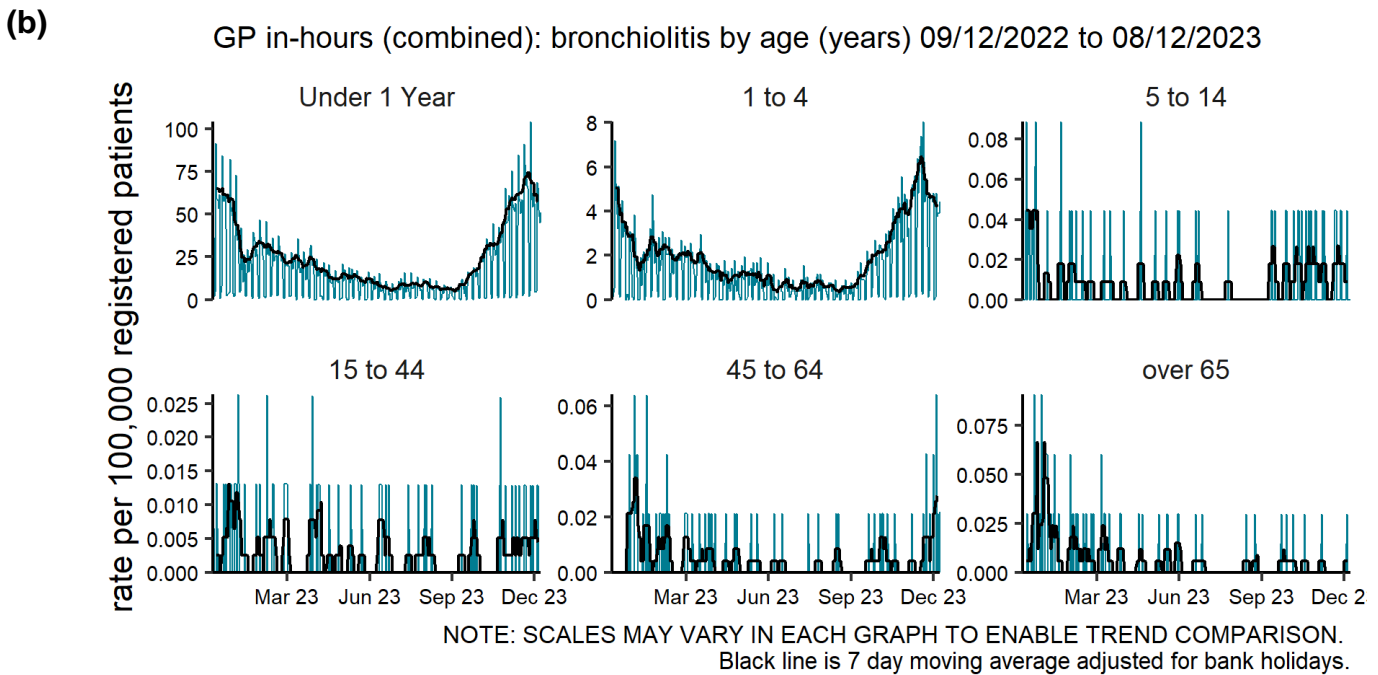 (b)
GP in-hours (combined): bronchiolitis by age (years) 09/12/2022 to 08/12/2023
rate per 100,000 registered patients
Under 1 Year
100
75
50
25
0
1 to 4
8
6
4
2
0
5 to 14
0.08
0.06
0.04
0.02
0.00
15 to 44
0.025
0.020
0.015
0.010
0.005
0.000
Mar 23 Jun 23 Sep 23 Dec 23
45 to 64
0.06
0.04
0.02
0.00
Mar 23 Jun 23 Sep 23 Dec 23
over 65
0.075
0.050
0.025
0.000
Mar 23 Jun 23 Sep 23 Dec 2
NOTE: SCALES MAY VARY IN EACH GRAPH TO ENABLE TREND COMPARISON.
Black line is 7 day moving average adjusted for bank holidays.